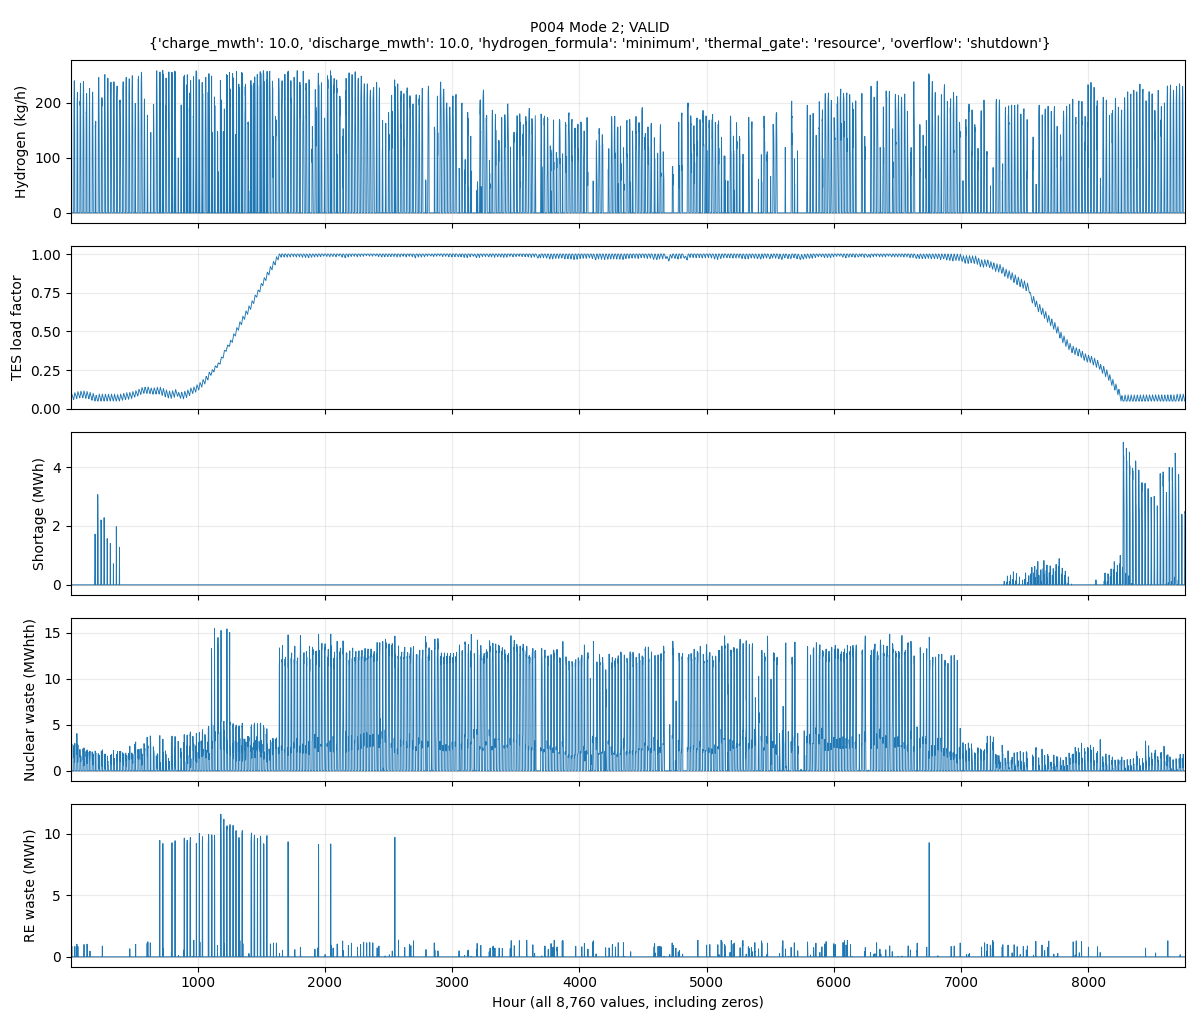 P004 Mode 2; VALID
{'charge_mwth': 10.0, 'discharge_mwth': 10.0, 'hydrogen_formula': 'minimum', 'thermal_gate': 'resource', 'overflow': 'shutdown'}
Hydrogen (kg/h)
200
100
0
TES load factor
1.00
0.75
0.50
0.25
0.00
Shortage (MWh)
4
2
0
Nuclear waste (MWhth)
15
10
5
0
RE waste (MWh)
10
5
0
1000 2000 3000 4000 5000 6000 7000 8000
Hour (all 8,760 values, including zeros)